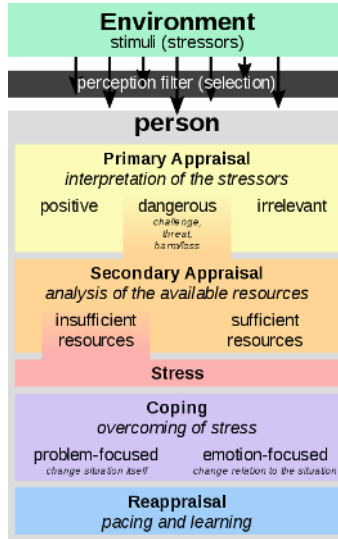 Environment
stimuli (stressors)
perception filter (selection)
person
Primary Appraisal
interpretation of the stressors
positive dangerous irrelevant
challenge,
threat,
harm/loss
Secondary Appraisal
analysis of the available resources
insufficient sufficient
resources resources
Stress
Coping
overcoming of stress
problem-focused emotion-focused
change situation itself change relation to the situation
Reappraisal
pacing and learning